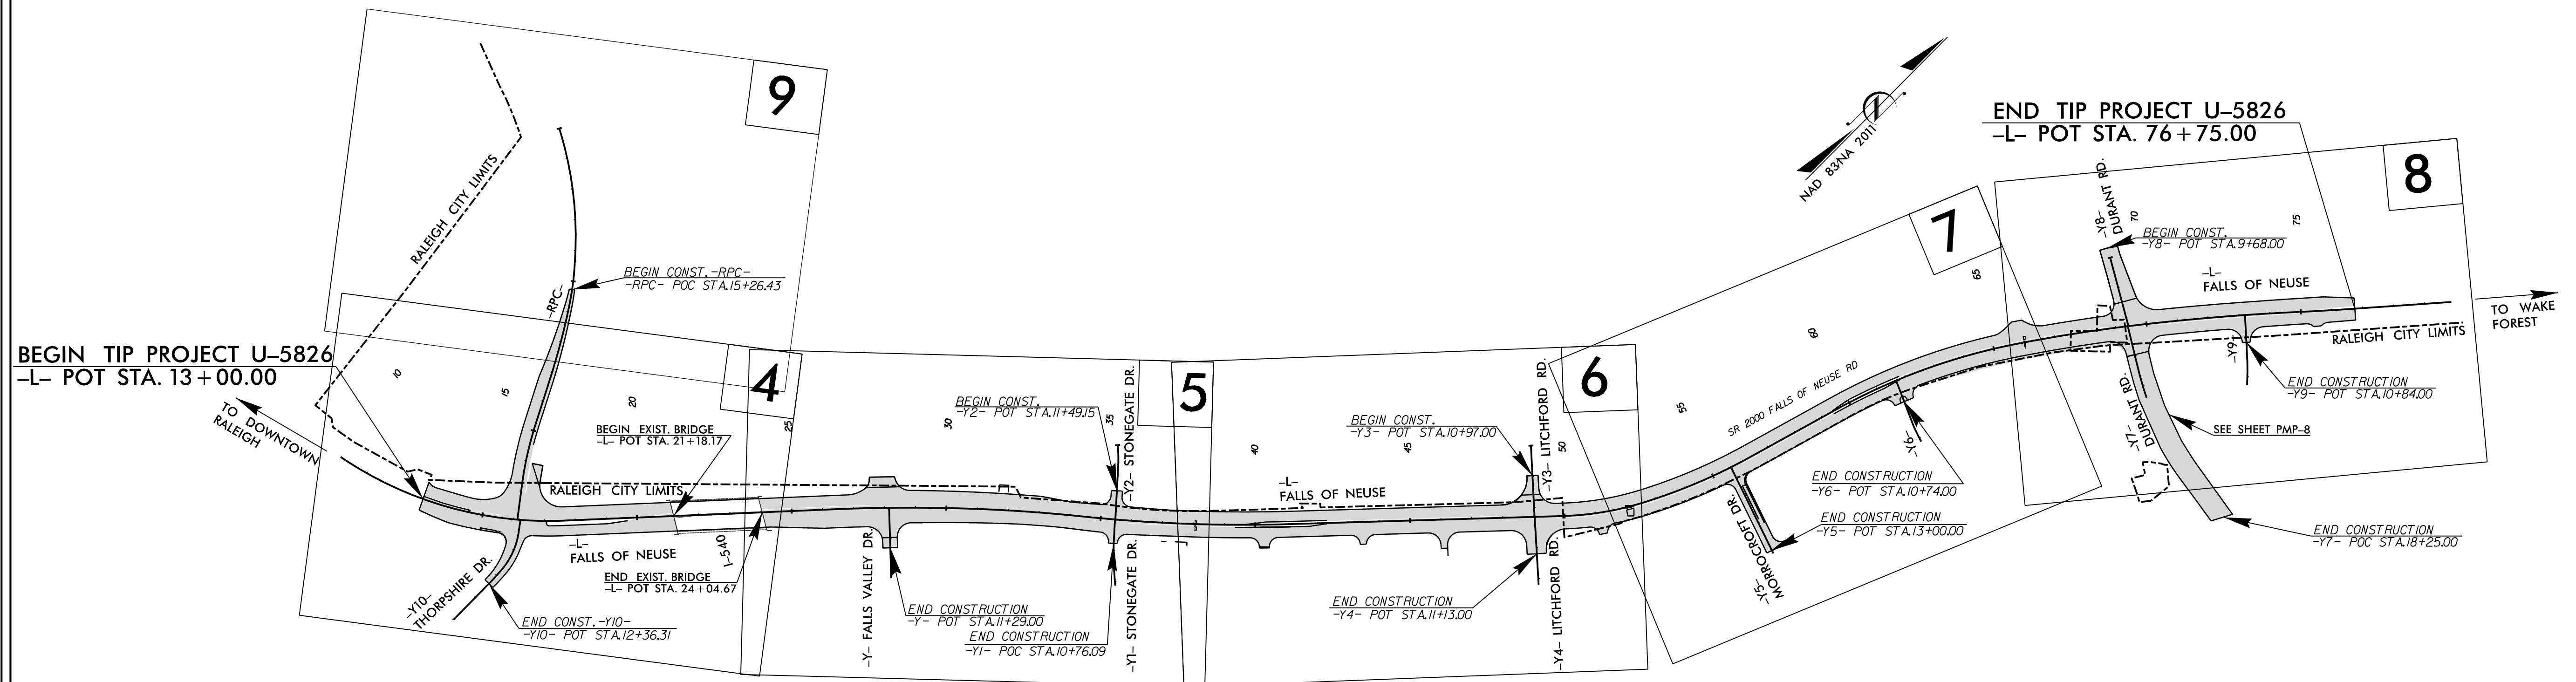 9
END TIP PROJECT U–5826
–L– POT STA. 76+75.00
NAD 83/NA 2011
8
7
RALEIGH CITY LIMITS
–RPC–
BEGIN CONST. –RPC–
–RPC– POC STA.15+26.43
–Y8–
DURANT RD.
70
75
BEGIN CONST.
–Y8– POT STA.9+68.00
–L–
FALLS OF NEUSE
TO WAKE
FOREST
RALEIGH CITY LIMITS
BEGIN TIP PROJECT U–5826
–L– POT STA. 13+00.00
TO DOWNTOWN
RALEIGH
10
15
20
25
4
BEGIN EXIST. BRIDGE
–L– POT STA. 21+18.17
RALEIGH CITY LIMITS
–L–
FALLS OF NEUSE
I–540
END EXIST. BRIDGE
–L– POT STA. 24+04.67
–Y10–
THORPSHIRE DR.
END CONST. –Y10–
–Y10– POT STA.12+36.31
30
35
BEGIN CONST.
–Y2– POT STA.11+49.15
–Y2– STONEGATE DR.
5
–Y– FALLS VALLEY DR.
END CONSTRUCTION
–Y– POT STA.11+29.00
END CONSTRUCTION
–Y1– POC STA.10+76.09
–Y1– STONEGATE DR.
40
45
50
BEGIN CONST.
–Y3– POT STA.10+97.00
–Y3– LITCHFORD RD.
6
–L–
FALLS OF NEUSE
END CONSTRUCTION
–Y4– POT STA.11+13.00
–Y4– LITCHFORD RD.
55
60
65
SR 2000 FALLS OF NEUSE RD
–Y6–
END CONSTRUCTION
–Y6– POT STA.10+74.00
END CONSTRUCTION
–Y5– POT STA.13+00.00
–Y5–
MORROCROFT DR.
–Y9–
END CONSTRUCTION
–Y9– POT STA.10+84.00
–Y7–
DURANT RD.
SEE SHEET PMP–8
END CONSTRUCTION
–Y7– POC STA.18+25.00